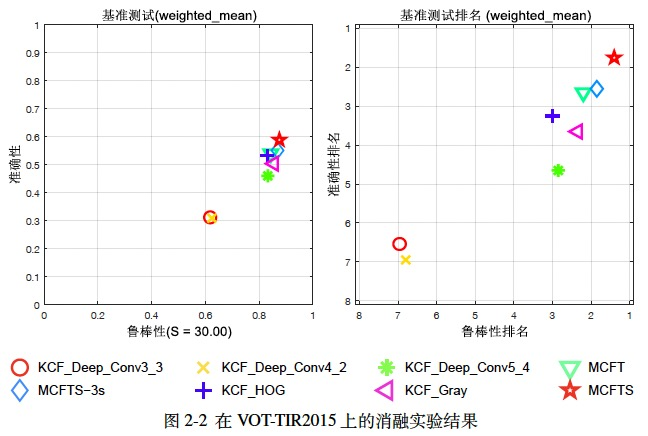 基准测试(weighted_mean)
1
0.9
0.8
0.7
0.6
0.5
0.4
0.3
0.2
0.1
0
准确性
0 0.2 0.4 0.6 0.8 1
鲁棒性(S = 30.00)
基准测试排名 (weighted_mean)
1
2
3
4
5
6
7
8
准确性排名
8 7 6 5 4 3 2 1
鲁棒性排名
KCF_Deep_Conv3_3 KCF_Deep_Conv4_2 KCF_Deep_Conv5_4 MCFT
MCFTS-3s KCF_HOG KCF_Gray MCFTS
图 2-2 在 VOT-TIR2015 上的消融实验结果